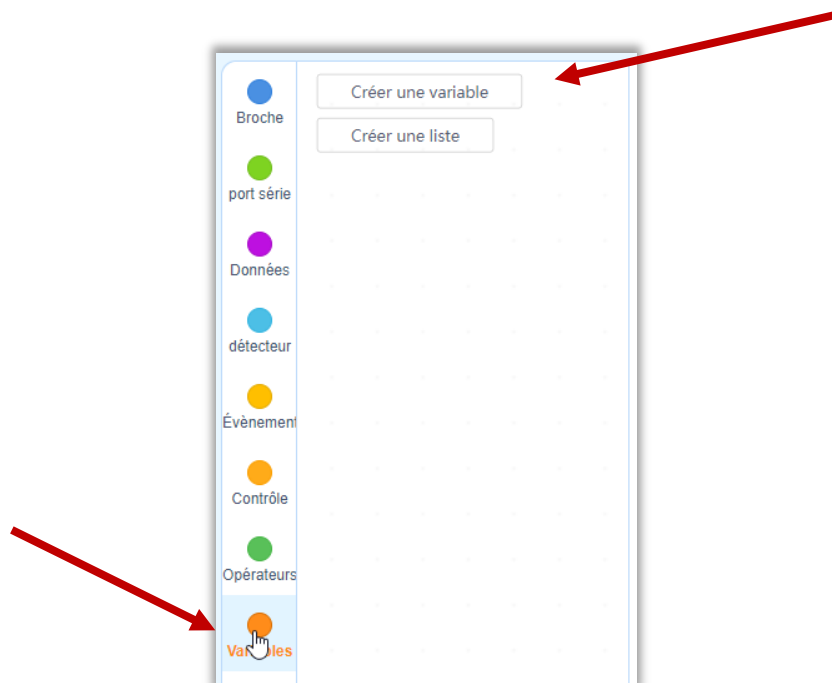 Créer une variable
Créer une liste
Broche
port série
Données
détecteur
Évènement
Contrôle
Opérateurs